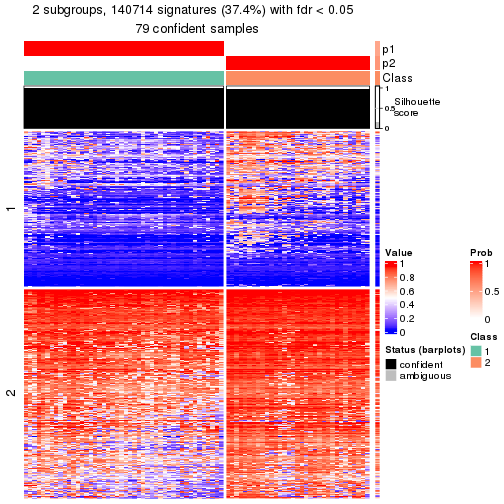 2 subgroups, 140714 signatures (37.4%) with fdr < 0.05
79 confident samples
p1
p2
Class
1
0.5
0
Silhouette
score
1
2
Value
1
0.8
0.6
0.4
0.2
0
Prob
1
0.5
0
Status (barplots)
confident
ambiguous
Class
1
2